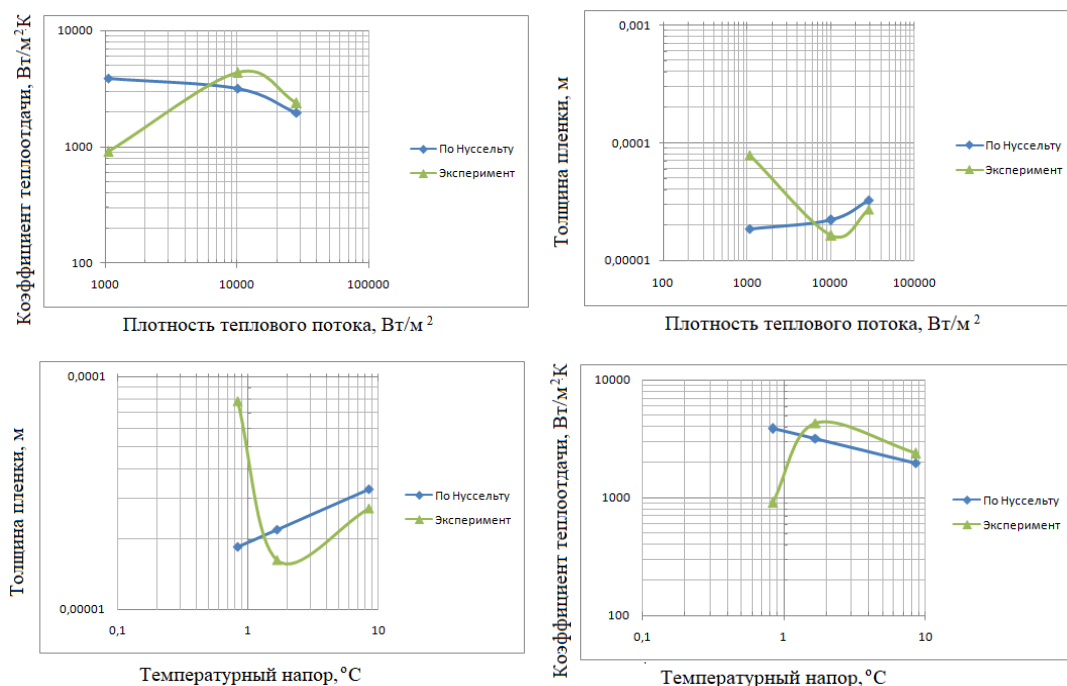 Коэффициент теплоотдачи, Вт/м²·К
10000
1000
100
1000
10000
100000
По Нуссельту
Эксперимент
Плотность теплового потока, Вт/м²
Толщина пленки, м
0,001
0,0001
0,00001
100
1000
10000
100000
По Нуссельту
Эксперимент
Плотность теплового потока, Вт/м²
Толщина пленки, м
0,0001
0,00001
0,1
1
10
По Нуссельту
Эксперимент
Температурный напор, °С
Коэффициент теплоотдачи, Вт/м²·К
10000
1000
100
0,1
1
10
По Нуссельту
Эксперимент
Температурный напор, °С